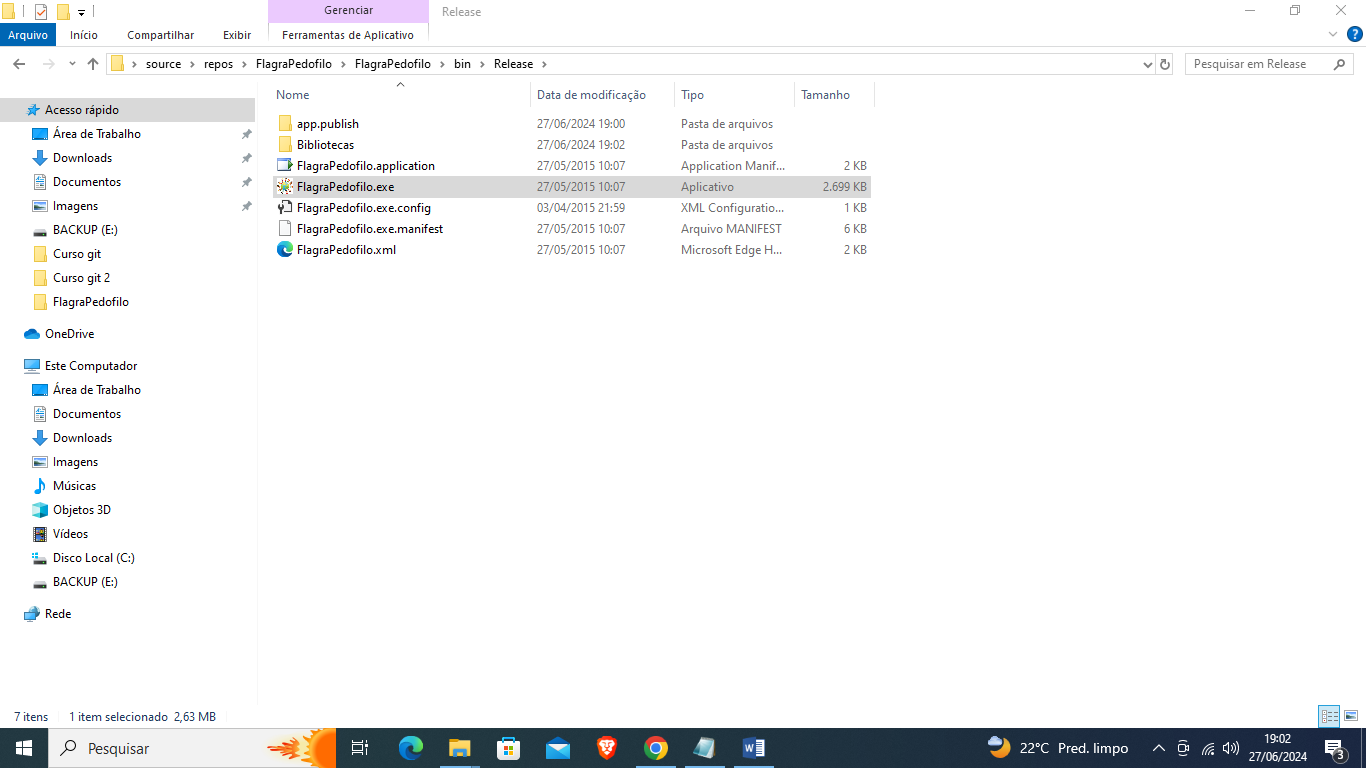 Gerenciar
Release
Arquivo Início Compartilhar Exibir Ferramentas de Aplicativo
source repos FlagraPedofilo FlagraPedofilo bin Release
Pesquisar em Release
Nome Data de modificação Tipo Tamanho
app.publish 27/06/2024 19:00 Pasta de arquivos
Bibliotecas 27/06/2024 19:02 Pasta de arquivos
FlagraPedofilo.application 27/05/2015 10:07 Application Manif... 2 KB
FlagraPedofilo.exe 27/05/2015 10:07 Aplicativo 2.699 KB
FlagraPedofilo.exe.config 03/04/2015 21:59 XML Configuratio... 1 KB
FlagraPedofilo.exe.manifest 27/05/2015 10:07 Arquivo MANIFEST 6 KB
FlagraPedofilo.xml 27/05/2015 10:07 Microsoft Edge H... 2 KB
Acesso rápido
Área de Trabalho
Downloads
Documentos
Imagens
BACKUP (E:)
Curso git
Curso git 2
FlagraPedofilo
OneDrive
Este Computador
Área de Trabalho
Documentos
Downloads
Imagens
Músicas
Objetos 3D
Vídeos
Disco Local (C:)
BACKUP (E:)
Rede
7 itens 1 item selecionado 2,63 MB
Pesquisar
22°C Pred. limpo
19:02
27/06/2024
3